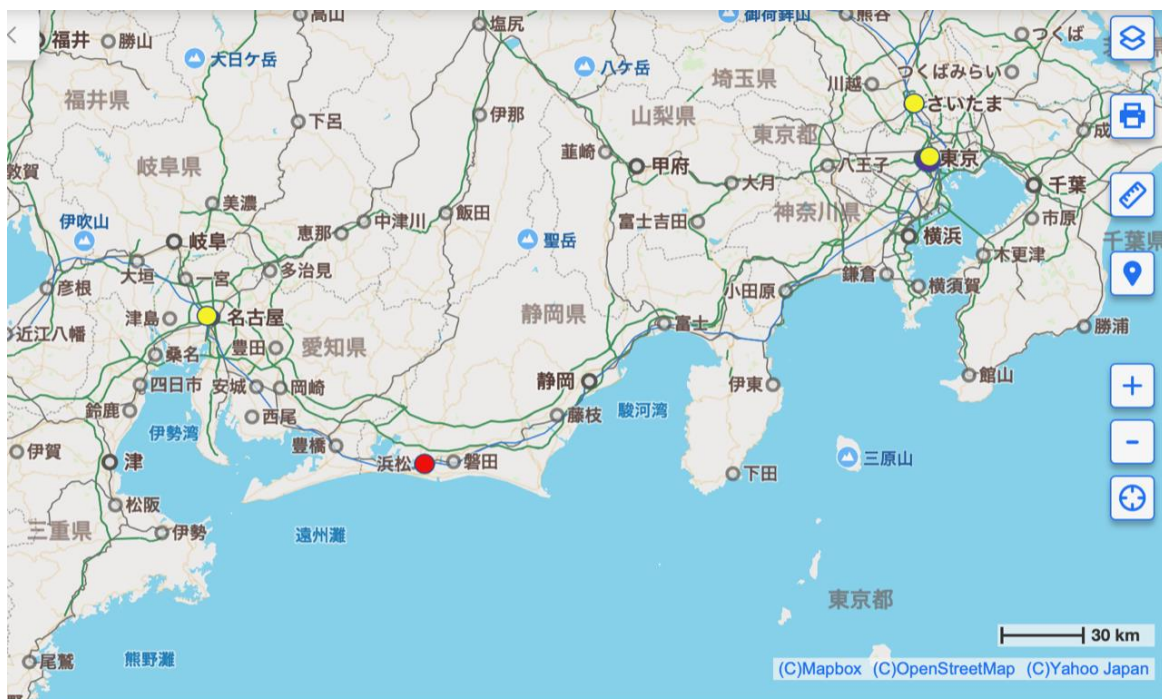 高山
塩尻
御荷鉾山
熊谷
福井
勝山
大日ケ岳
八ケ岳
つくば
福井県
下呂
伊那
埼玉県
川越
つくばみらい
さいたま
山梨県
東京都
岐阜県
韮崎
甲府
大月
八王子
東京
千葉
敦賀
伊吹山
美濃
中津川
飯田
富士吉田
神奈川県
市原
岐阜
恵那
聖岳
横浜
千葉県
木更津
大垣
一宮
多治見
鎌倉
横須賀
彦根
小田原
静岡県
津島
名古屋
富士
勝浦
近江八幡
桑名
豊田
愛知県
館山
四日市
安城
岡崎
静岡
伊東
鈴鹿
西尾
藤枝
駿河湾
伊勢湾
伊賀
豊橋
津
浜松
磐田
下田
三原山
松阪
三重県
伊勢
遠州灘
東京都
30 km
尾鷲
熊野灘
(C)Mapbox (C)OpenStreetMap (C)Yahoo Japan